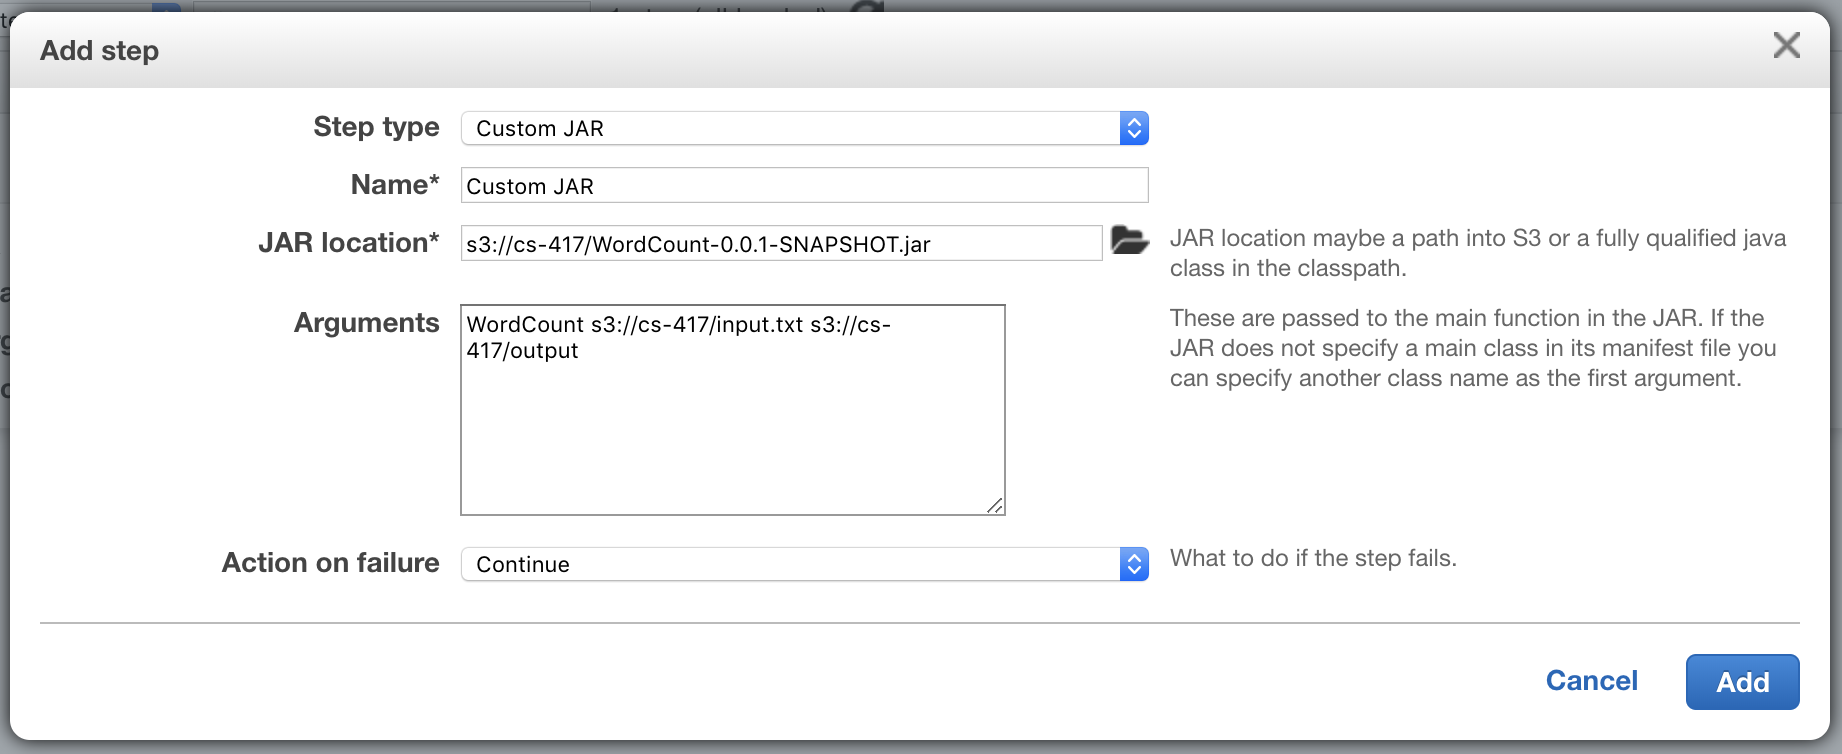 Add step
Step type
Custom JAR
Name*
Custom JAR
JAR location*
s3://cs-417/WordCount-0.0.1-SNAPSHOT.jar
JAR location maybe a path into S3 or a fully qualified java
class in the classpath.
Arguments
WordCount s3://cs-417/input.txt s3://cs-
417/output
These are passed to the main function in the JAR. If the
JAR does not specify a main class in its manifest file you
can specify another class name as the first argument.
Action on failure
Continue
What to do if the step fails.
Cancel
Add